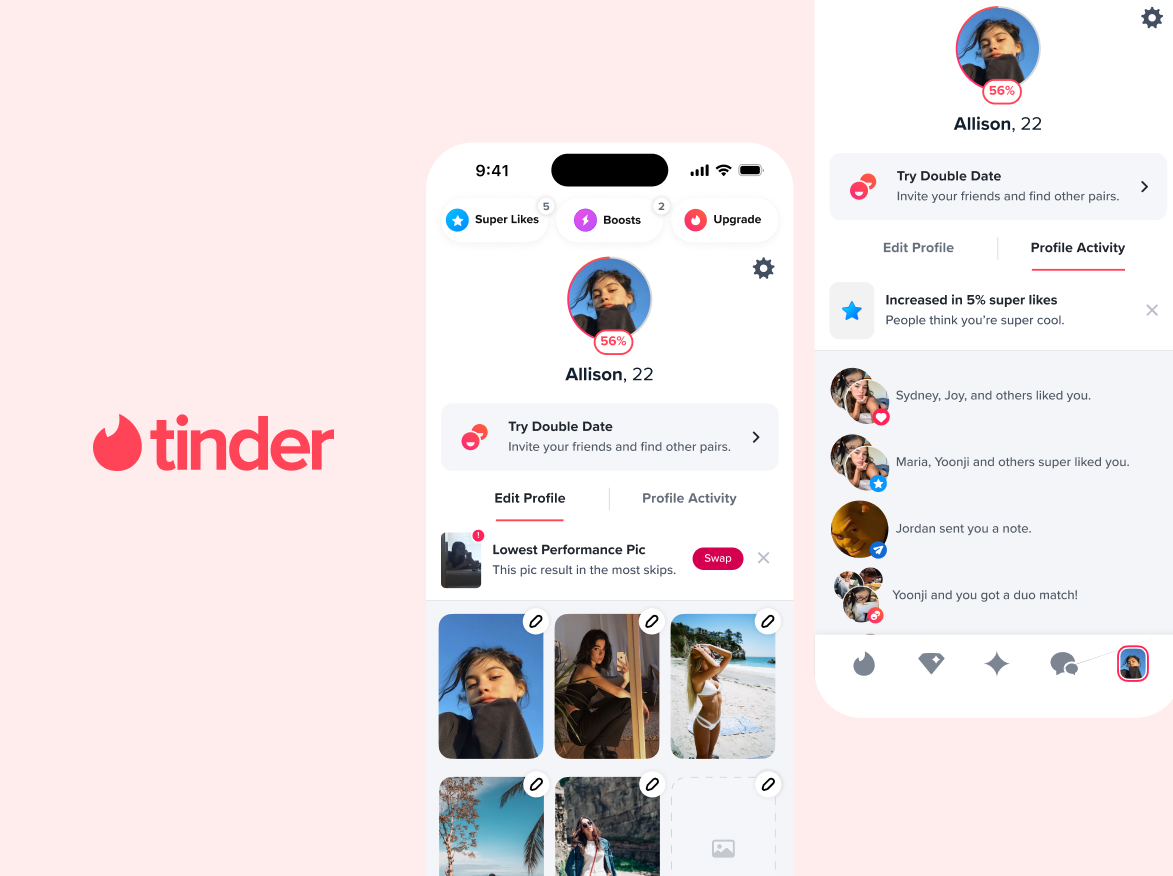 tinder
9:41
Super Likes
5
Boosts
2
Upgrade
56%
Allison, 22
Try Double Date
Invite your friends and find other pairs.
Edit Profile
Profile Activity
!
Lowest Performance Pic
This pic result in the most skips.
Swap
56%
Allison, 22
Try Double Date
Invite your friends and find other pairs.
Edit Profile
Profile Activity
Increased in 5% super likes
People think you’re super cool.
Sydney, Joy, and others liked you.
Maria, Yoonji and others super liked you.
Jordan sent you a note.
Yoonji and you got a duo match!